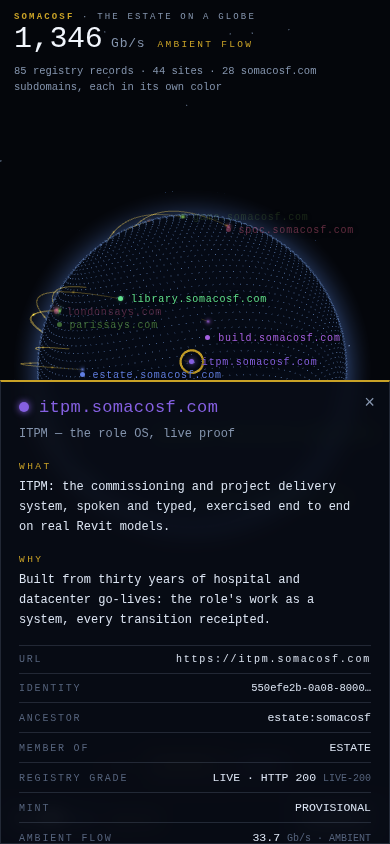 SOMACOSF · THE ESTATE ON A GLOBE
1,346 Gb/s AMBIENT FLOW
85 registry records · 44 sites · 28 somacosf.com
subdomains, each in its own color
somacosf.com
spoc.somacosf.com
library.somacosf.com
londonsays.com
parissays.com
build.somacosf.com
itpm.somacosf.com
estate.somacosf.com
itpm.somacosf.com ×
ITPM — the role OS, live proof
WHAT
ITPM: the commissioning and project delivery
system, spoken and typed, exercised end to end
on real Revit models.
WHY
Built from thirty years of hospital and
datacenter go-lives: the role's work as a
system, every transition receipted.
URL https://itpm.somacosf.com
IDENTITY 550efe2b-0a08-8000…
ANCESTOR estate:somacosf
MEMBER OF ESTATE
REGISTRY GRADE LIVE · HTTP 200 LIVE-200
MINT PROVISIONAL
AMBIENT FLOW 33.7 Gb/s · AMBIENT